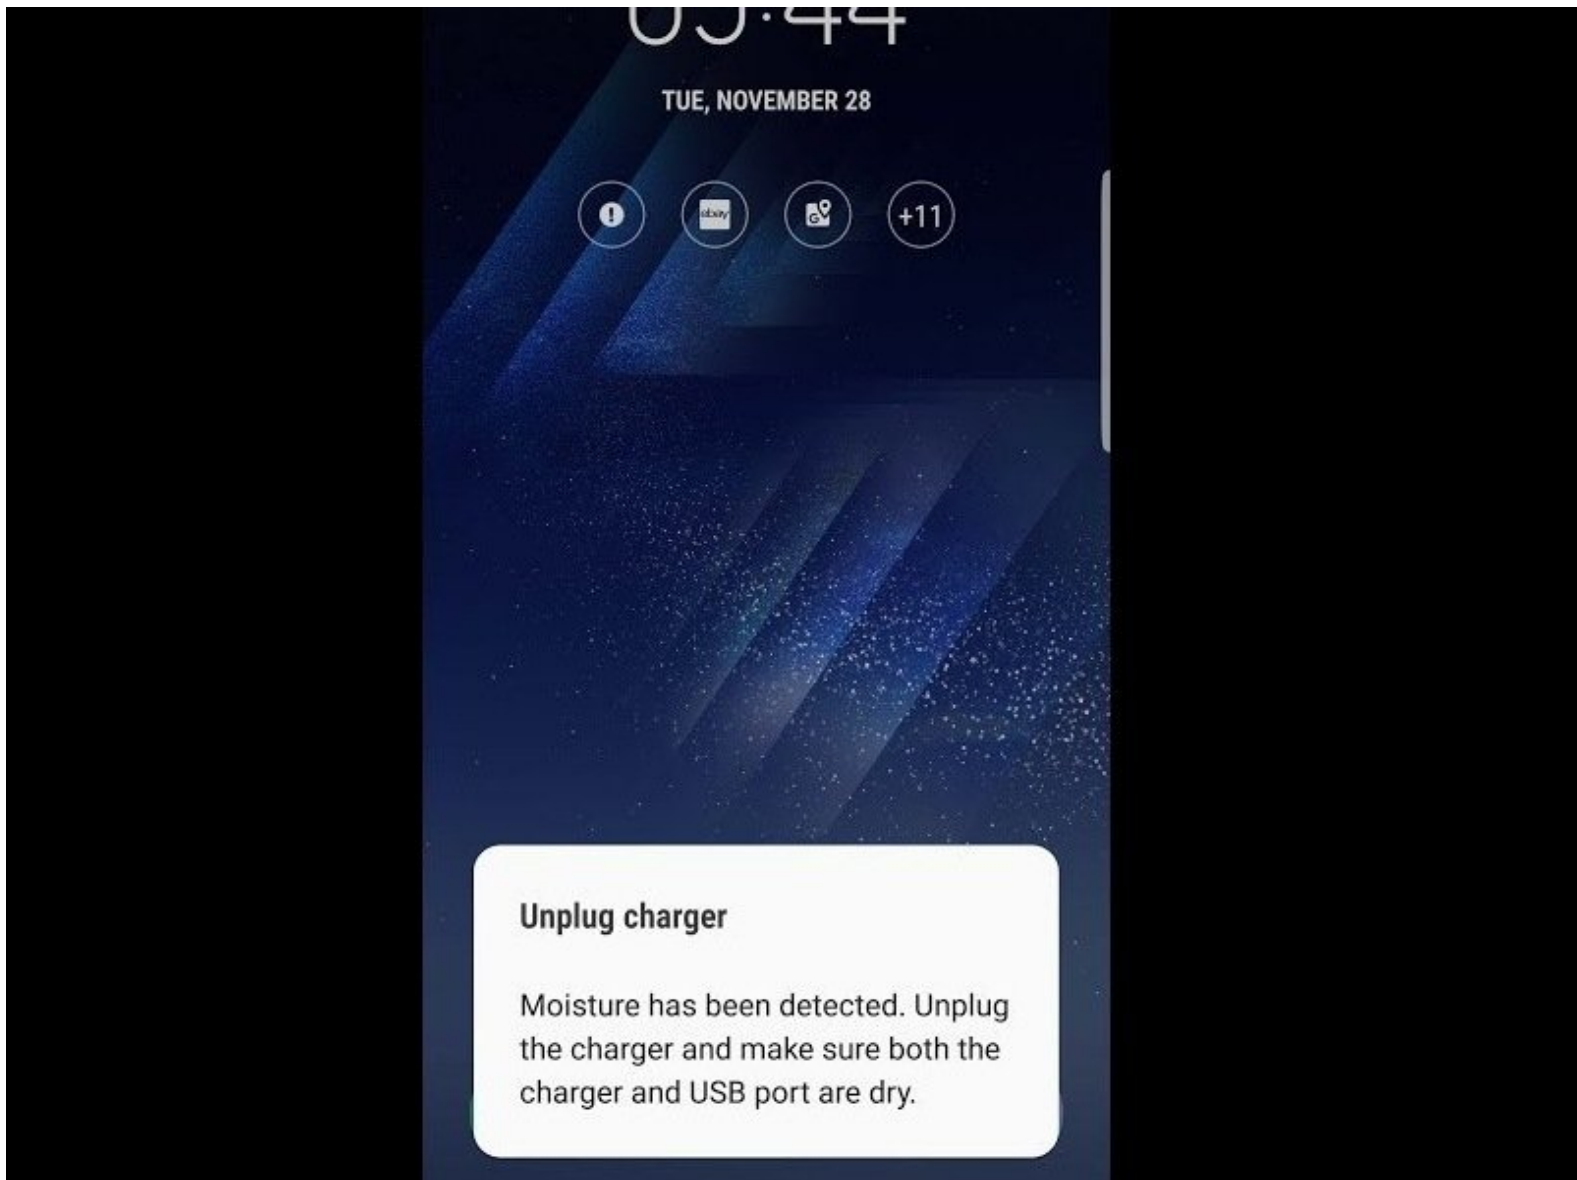 TUE, NOVEMBER 28
ebay
G
+11
Unplug charger
Moisture has been detected. Unplug
the charger and make sure both the
charger and USB port are dry.